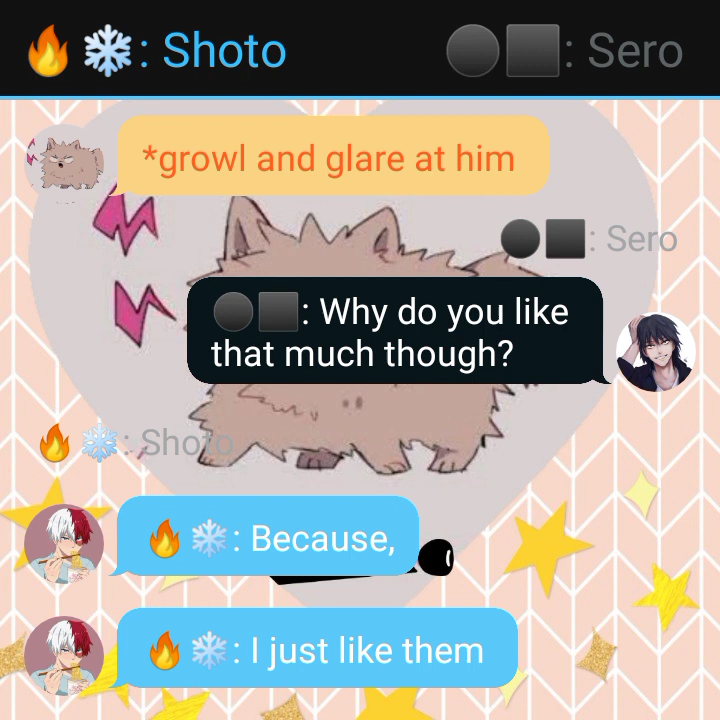 🔥❄️: Shoto
⚫⬛: Sero
*growl and glare at him
⚫⬛: Sero
⚫⬛: Why do you like
that much though?
🔥❄️: Shoto
🔥❄️: Because,
🔥❄️: I just like them